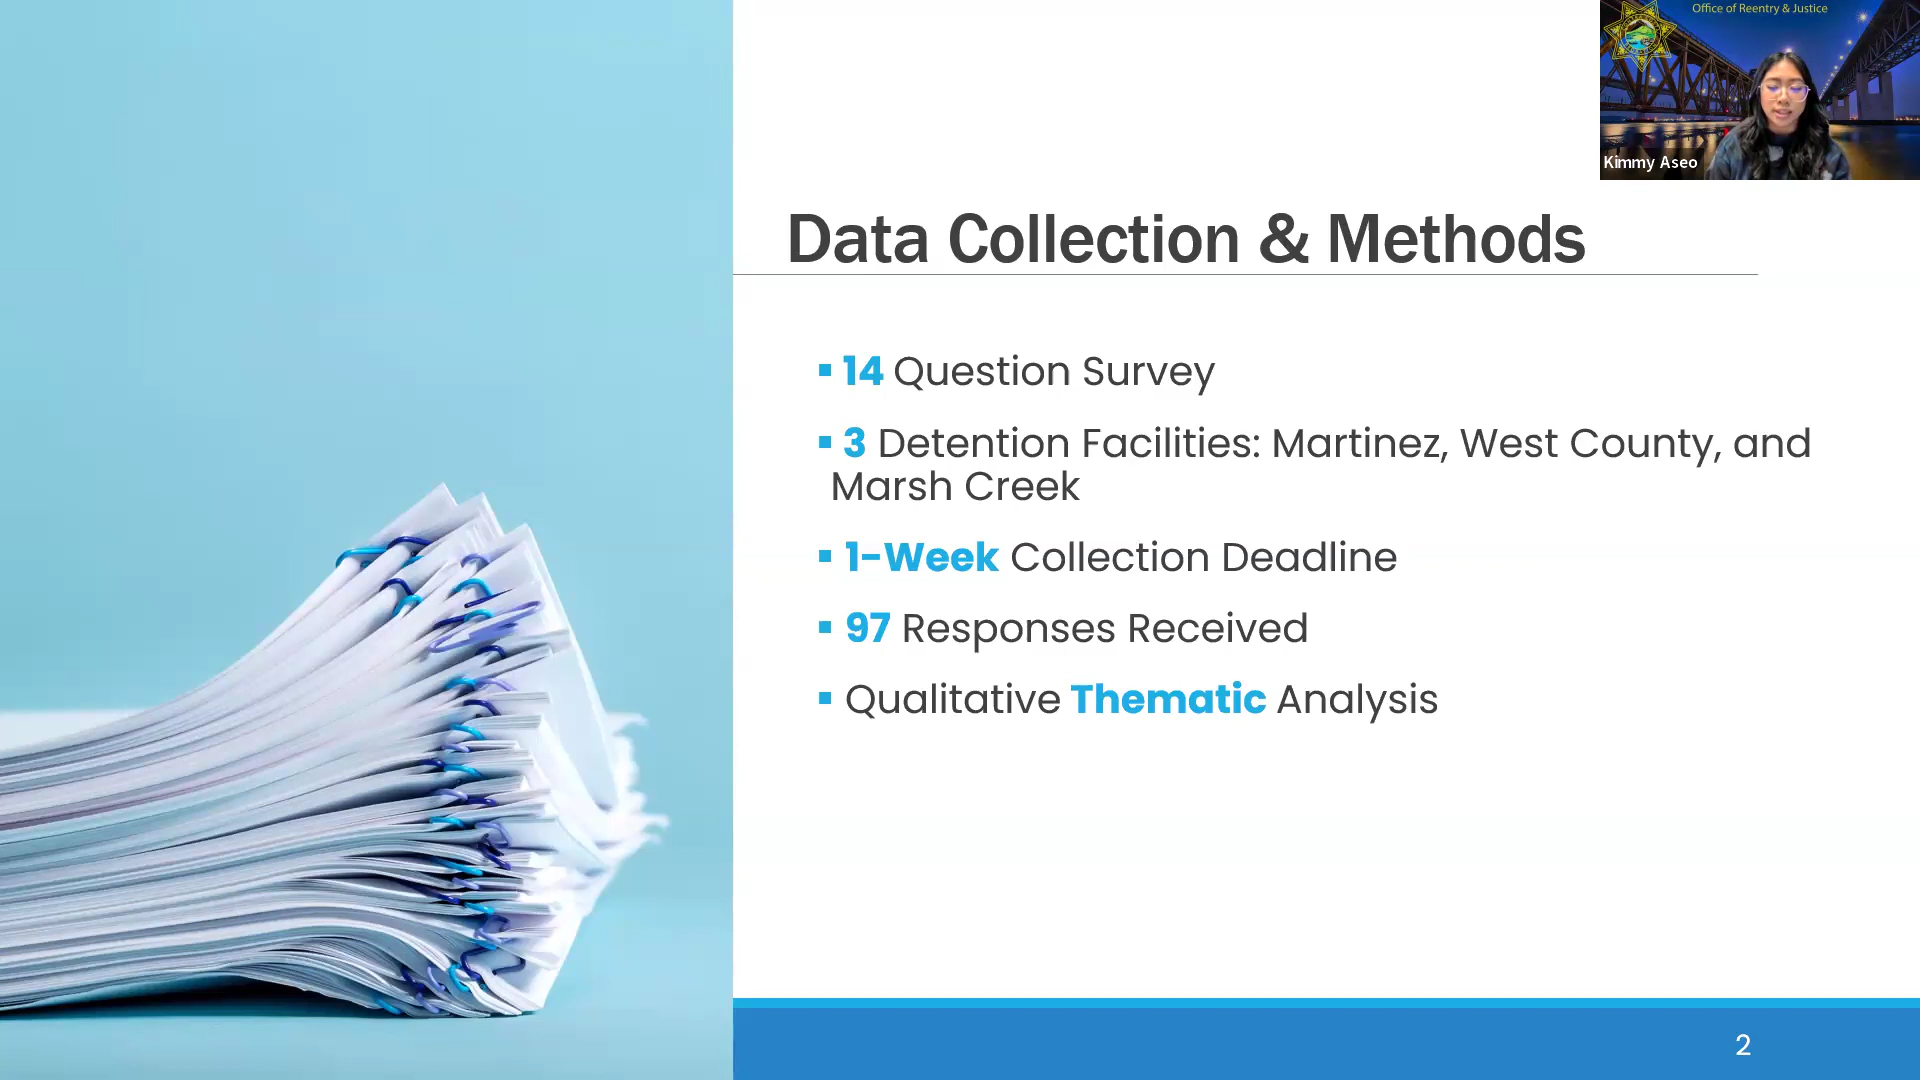 Office of Reentry & Justice
Kimmy Aseo
Data Collection & Methods
▪ 14 Question Survey
▪ 3 Detention Facilities: Martinez, West County, and
Marsh Creek
▪ 1-Week Collection Deadline
▪ 97 Responses Received
▪ Qualitative Thematic Analysis
2